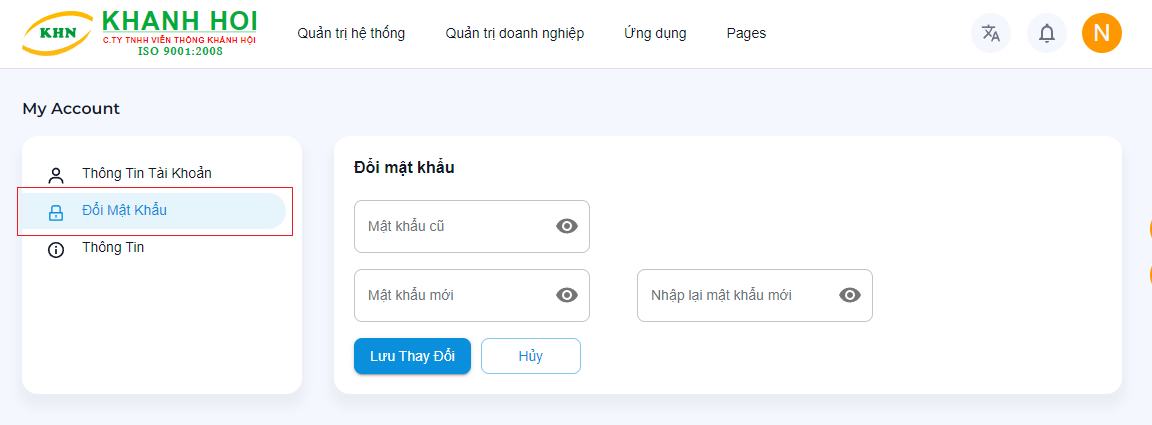 KHN
KHANH HOI
C.TY TNHH VIỄN THÔNG KHÁNH HỘI
ISO 9001:2008
Quản trị hệ thống
Quản trị doanh nghiệp
Ứng dụng
Pages
N
My Account
Thông Tin Tài Khoản
Đổi Mật Khẩu
Thông Tin
Đổi mật khẩu
Mật khẩu cũ
Mật khẩu mới
Nhập lại mật khẩu mới
Lưu Thay Đổi
Hủy